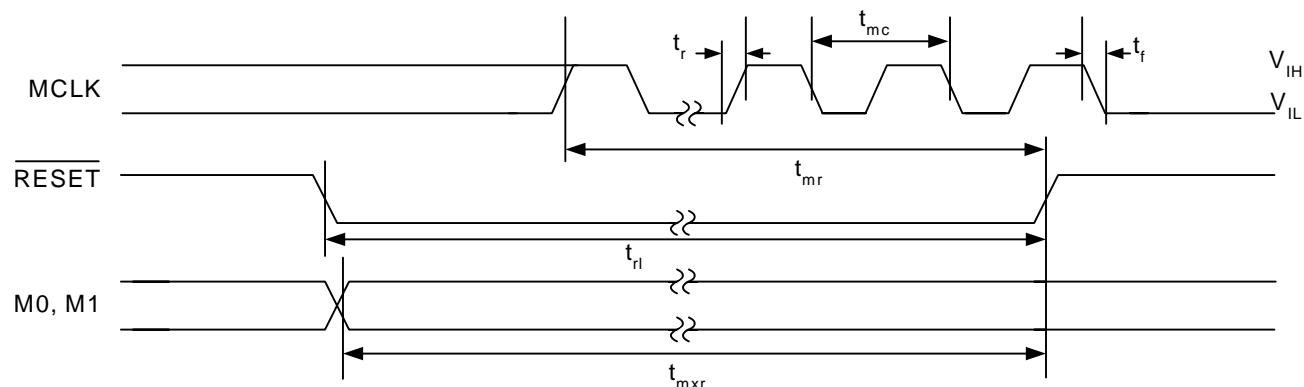 t_r
t_mc
t_f
MCLK
V_IH
V_IL
t_mr
RESET
t_rl
M0, M1
t_mxr